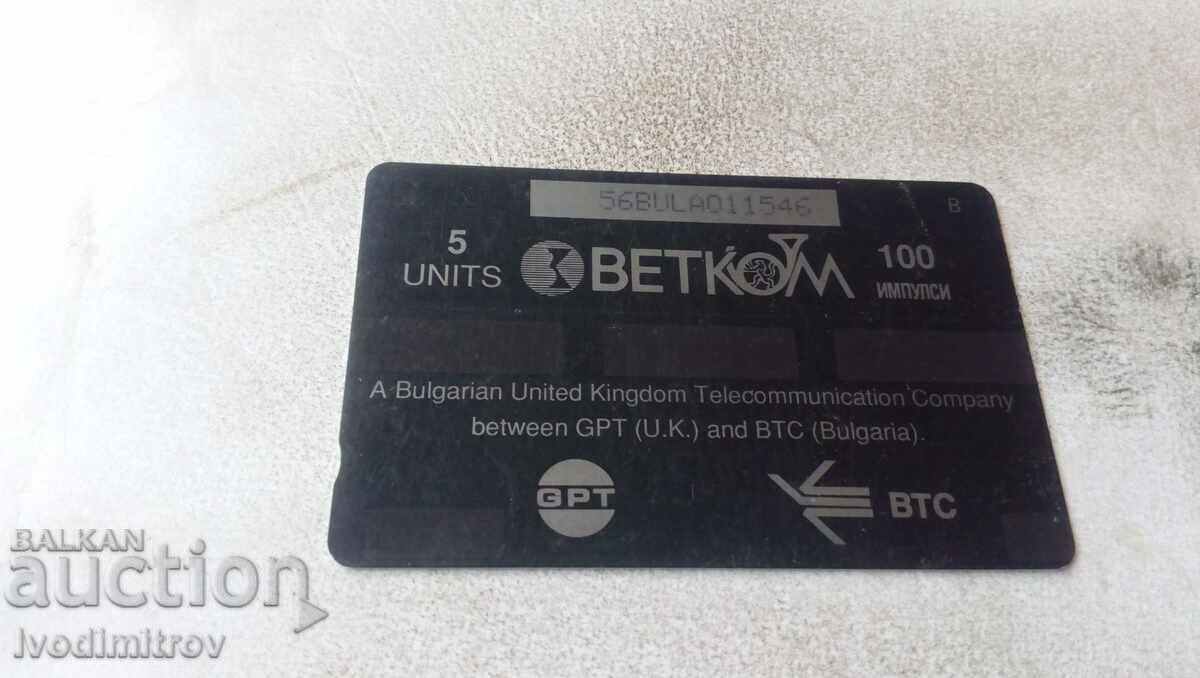 56BULA011546
B
5
UNITS
BETKOM
100
ИМПУЛСИ
A Bulgarian United Kingdom Telecommunication Company
between GPT (U.K.) and BTC (Bulgaria).
GPT
BTC
BALKAN
auction
Ivodimitrov